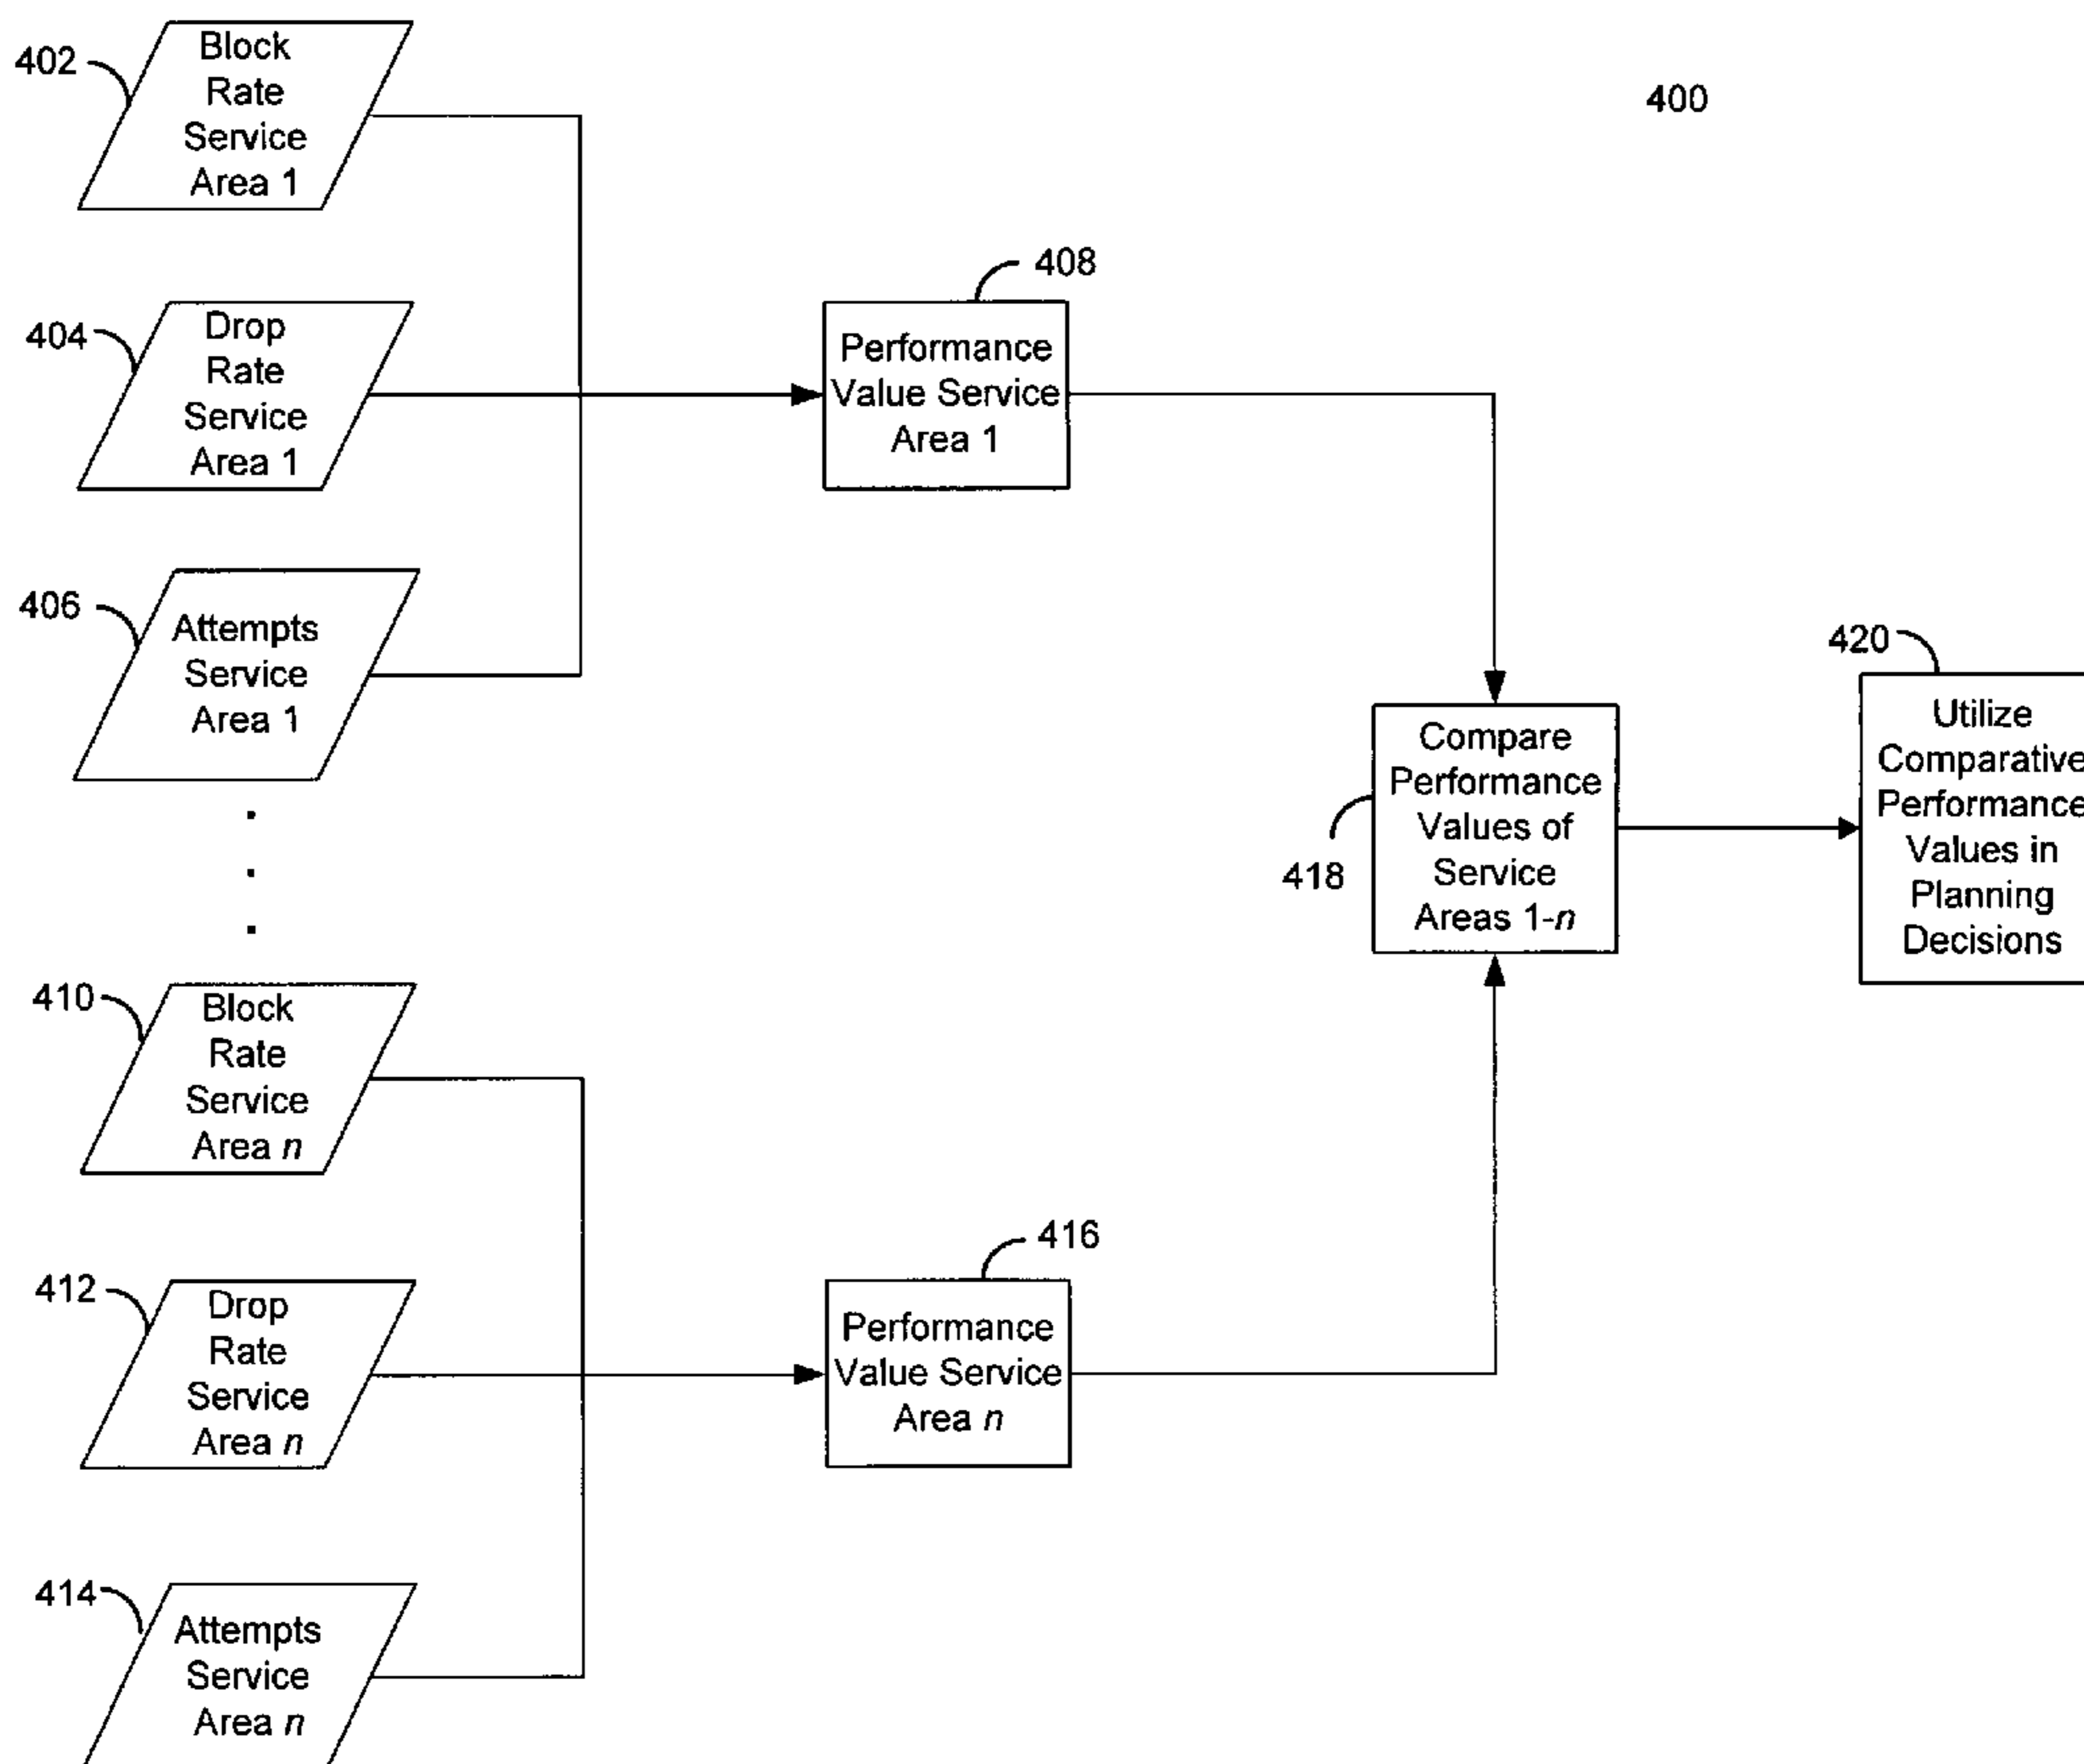 402
Block
Rate
Service
Area 1
400
404
Drop
Rate
Service
Area 1
408
Performance
Value Service
Area 1
406
Attempts
Service
Area 1
420
Utilize
Comparative
Performance
Values in
Planning
Decisions
418
Compare
Performance
Values of
Service
Areas 1-n
410
Block
Rate
Service
Area n
412
Drop
Rate
Service
Area n
416
Performance
Value Service
Area n
414
Attempts
Service
Area n